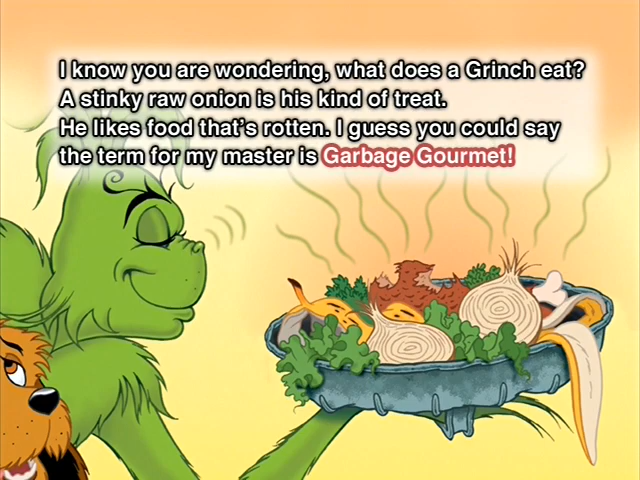 I know you are wondering, what does a Grinch eat?
A stinky raw onion is his kind of treat.
He likes food that's rotten. I guess you could say
the term for my master is Garbage Gourmet!